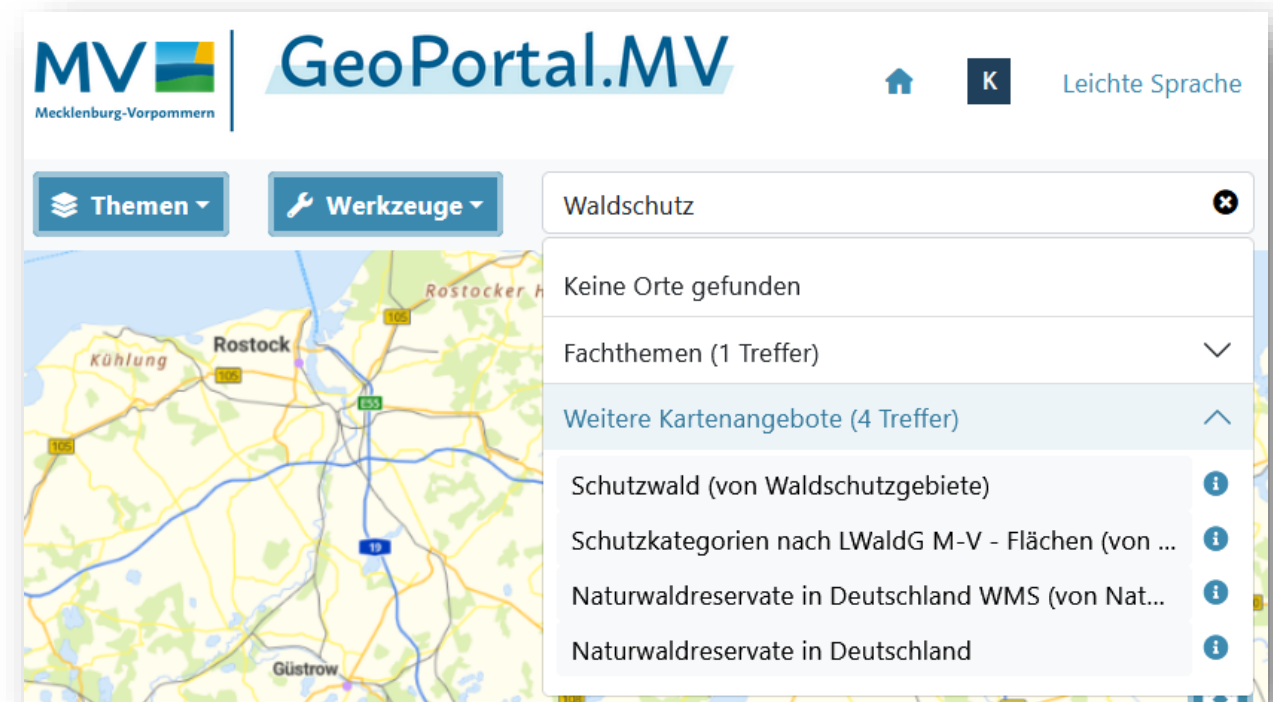 MV
Mecklenburg-Vorpommern
GeoPortal.MV
K
Leichte Sprache
Themen
Werkzeuge
Waldschutz
Keine Orte gefunden
Fachthemen (1 Treffer)
Weitere Kartenangebote (4 Treffer)
Schutzwald (von Waldschutzgebiete)
Schutzkategorien nach LWaldG M-V - Flächen (von ...
Naturwaldreservate in Deutschland WMS (von Nat...
Naturwaldreservate in Deutschland
Rostocker
105
Rostock
Kühlung
105
E55
105
19
Güstrow